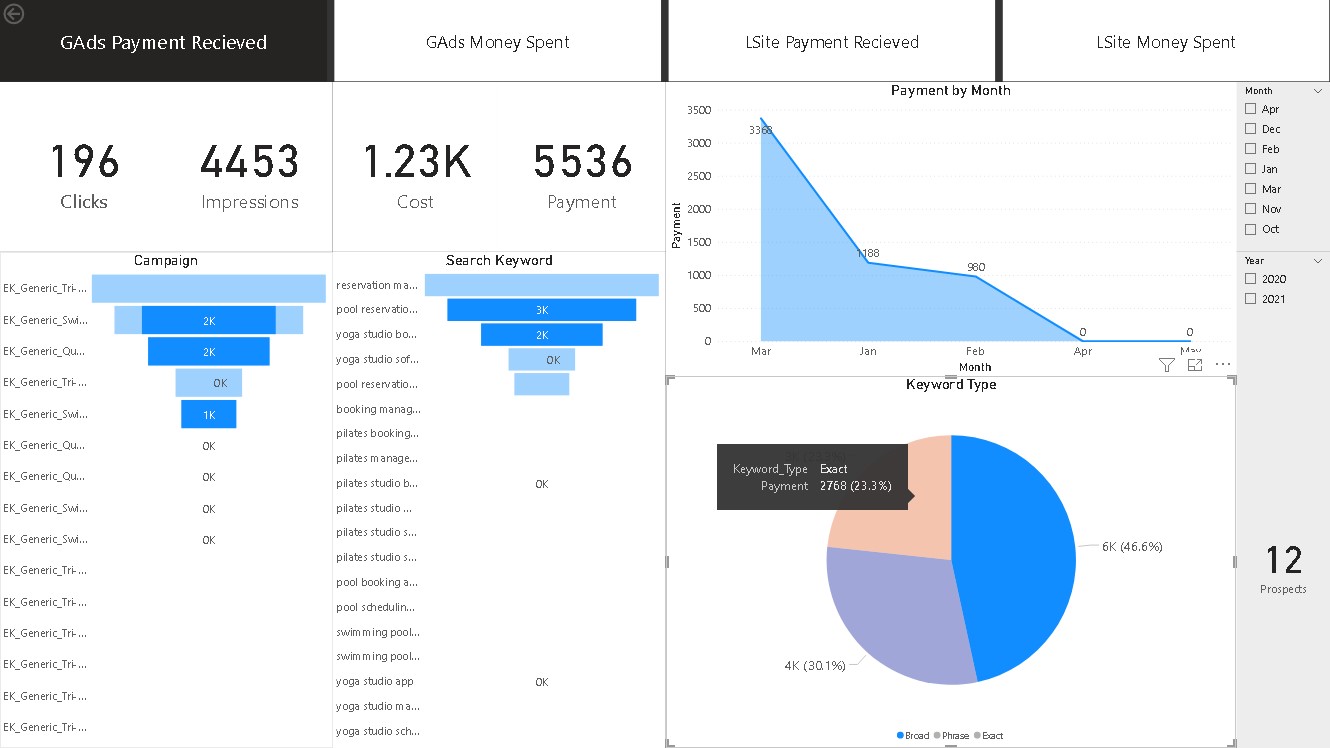 GAds Payment Recieved
GAds Money Spent
LSite Payment Recieved
LSite Money Spent
196
Clicks
4453
Impressions
1.23K
Cost
5536
Payment
Campaign
EK_Generic_Tri-...
EK_Generic_Swi...
2K
EK_Generic_Qu...
2K
EK_Generic_Tri-...
0K
EK_Generic_Swi...
1K
EK_Generic_Qu...
0K
EK_Generic_Qu...
0K
EK_Generic_Swi...
0K
EK_Generic_Swi...
0K
EK_Generic_Tri-...
EK_Generic_Tri-...
EK_Generic_Tri-...
EK_Generic_Tri-...
EK_Generic_Tri-...
EK_Generic_Tri-...
Search Keyword
reservation ma...
pool reservatio...
3K
yoga studio bo...
2K
yoga studio sof...
0K
pool reservatio...
booking manag...
pilates booking...
pilates manage...
pilates studio b...
0K
pilates studio ...
pilates studio s...
pilates studio s...
pool booking a...
pool schedulin...
swimming pool...
swimming pool...
yoga studio app
0K
yoga studio ma...
yoga studio sch...
Payment by Month
Payment
3500
3000
2500
2000
1500
1000
500
0
3368
1188
980
0
0
Mar
Jan
Feb
Apr
May
Month
Keyword Type
Keyword_Type Exact
Payment 2768 (23.3%)
6K (46.6%)
4K (30.1%)
Broad
Phrase
Exact
Month
Apr
Dec
Feb
Jan
Mar
Nov
Oct
Year
2020
2021
12
Prospects